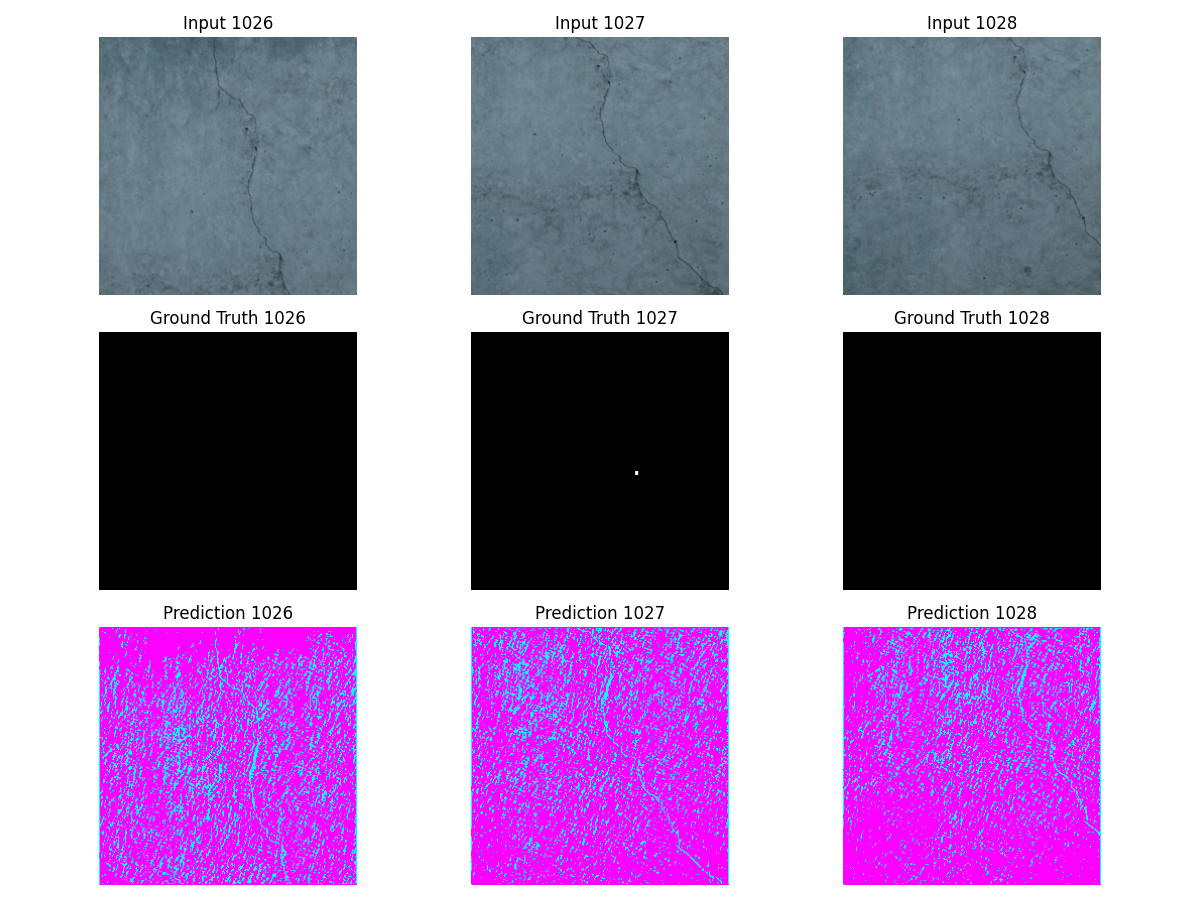 Input 1026
Input 1027
Input 1028
Ground Truth 1026
Ground Truth 1027
Ground Truth 1028
Prediction 1026
Prediction 1027
Prediction 1028